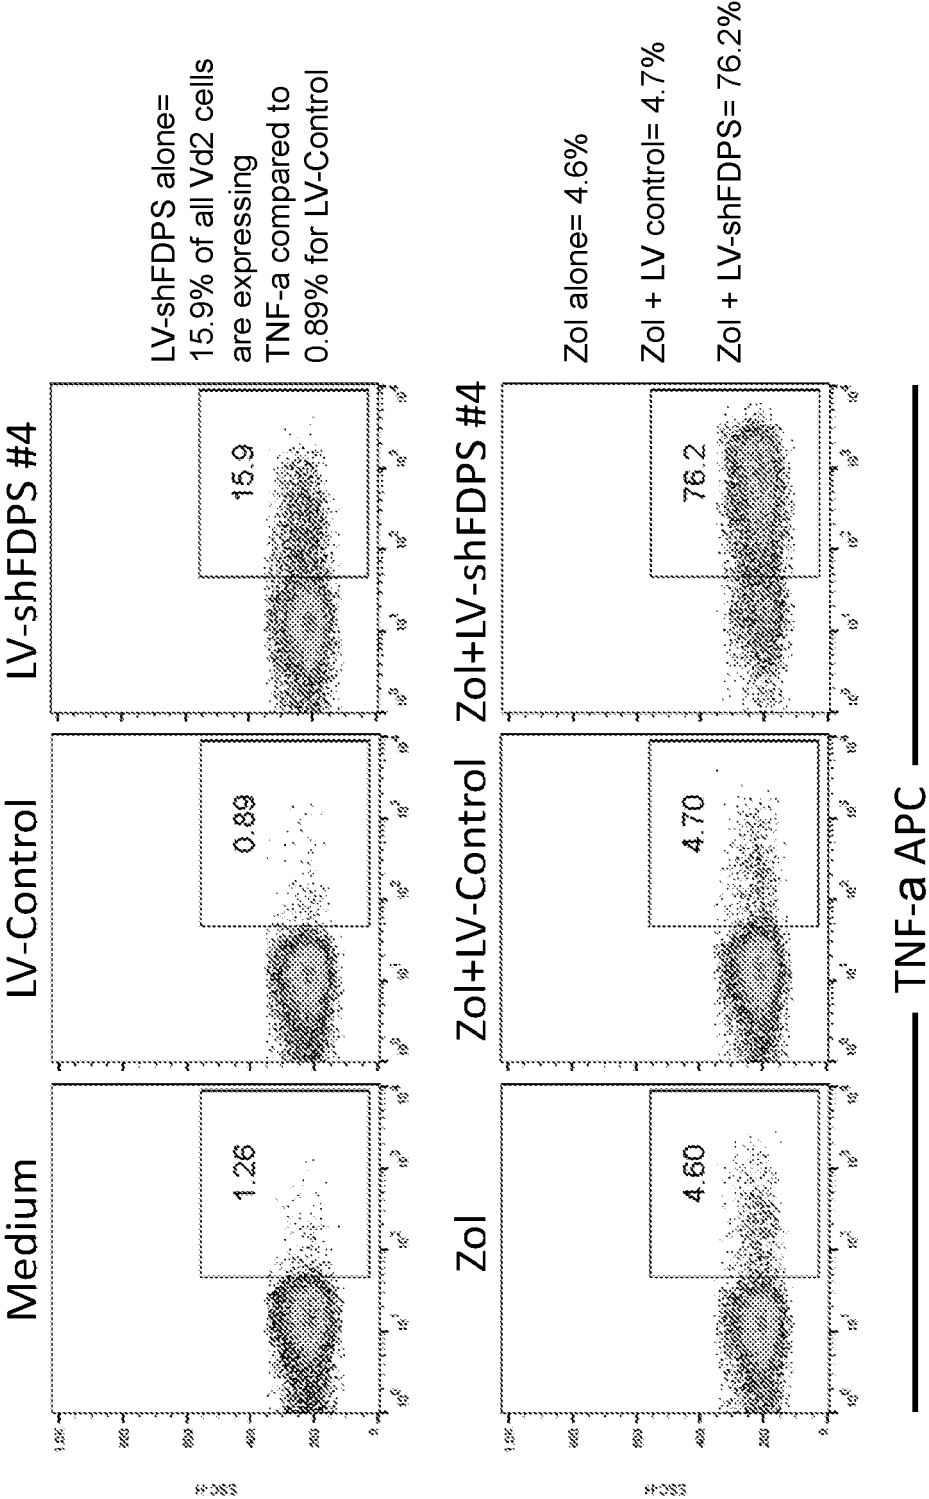 Medium
LV-Control
LV-shFDPS #4
1.26
0.89
15.9
LV-shFDPS alone=
15.9% of all Vd2 cells
are expressing
TNF-a compared to
0.89% for LV-Control
Zol
Zol+LV-Control
Zol+LV-shFDPS #4
4.60
4.70
76.2
Zol alone= 4.6%
Zol + LV control= 4.7%
Zol + LV-shFDPS= 76.2%
TNF-a APC